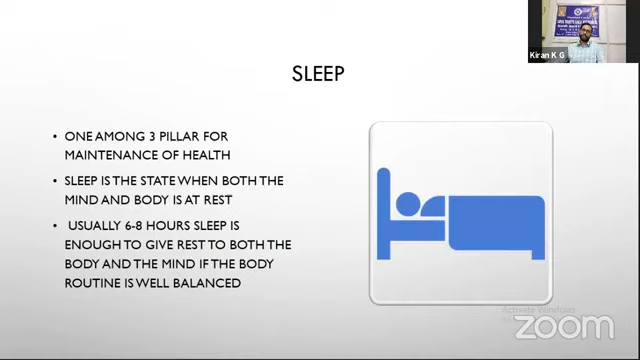 Kiran K G
SLEEP
• ONE AMONG 3 PILLAR FOR
MAINTENANCE OF HEALTH
• SLEEP IS THE STATE WHEN BOTH THE
MIND AND BODY IS AT REST
• USUALLY 6-8 HOURS SLEEP IS
ENOUGH TO GIVE REST TO BOTH THE
BODY AND THE MIND IF THE BODY
ROUTINE IS WELL BALANCED
Activate Windows
zoom